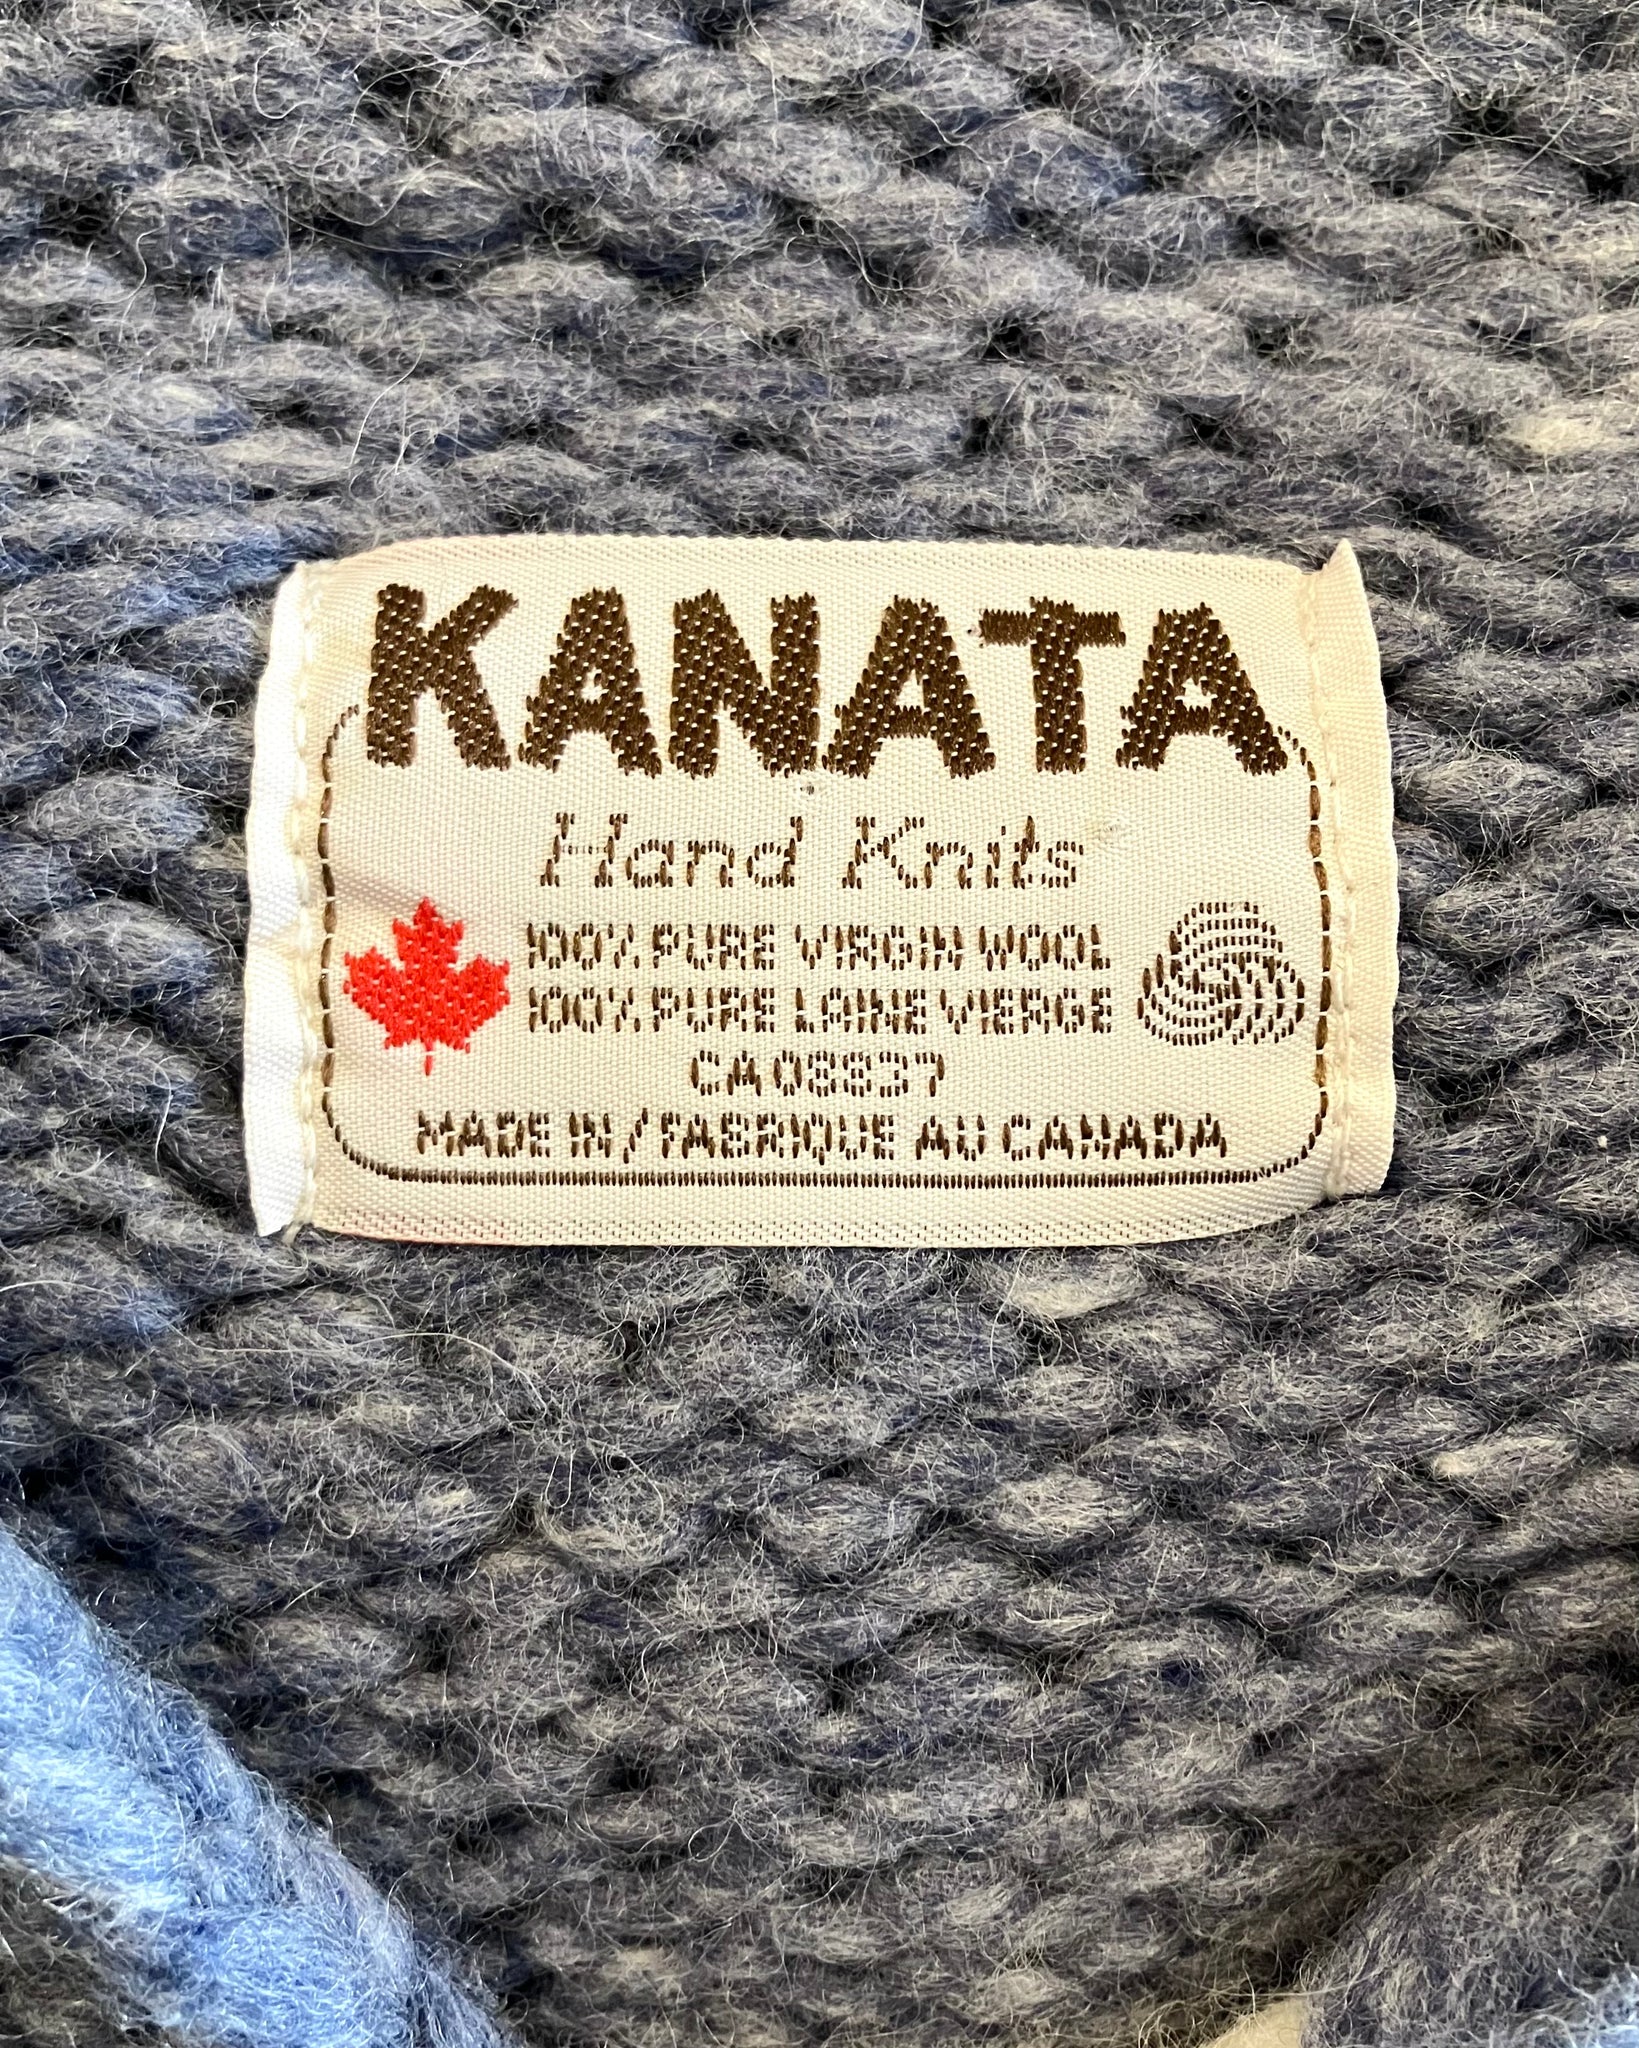 KANATA
Hand Knits
100% PURE VIRGIN WOOL
100% PURE LAINE VIERGE
CA08837
MADE IN / FABRIQUE AU CANADA